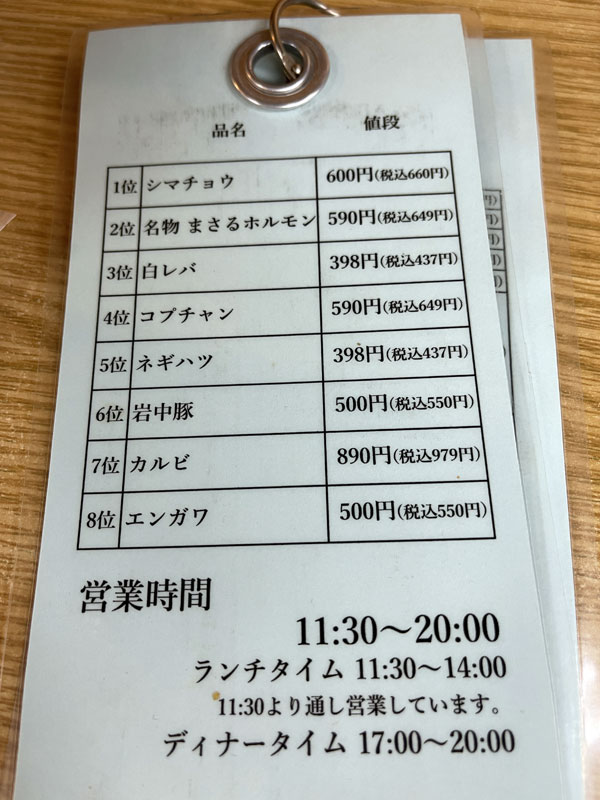 品名 値段
1位 シマチョウ 600円(税込660円)
2位 名物 まさるホルモン 590円(税込649円)
3位 白レバ 398円(税込437円)
4位 コプチャン 590円(税込649円)
5位 ネギハツ 398円(税込437円)
6位 岩中豚 500円(税込550円)
7位 カルビ 890円(税込979円)
8位 エンガワ 500円(税込550円)
営業時間
11:30～20:00
ランチタイム 11:30～14:00
11:30より通し営業しています。
ディナータイム 17:00～20:00